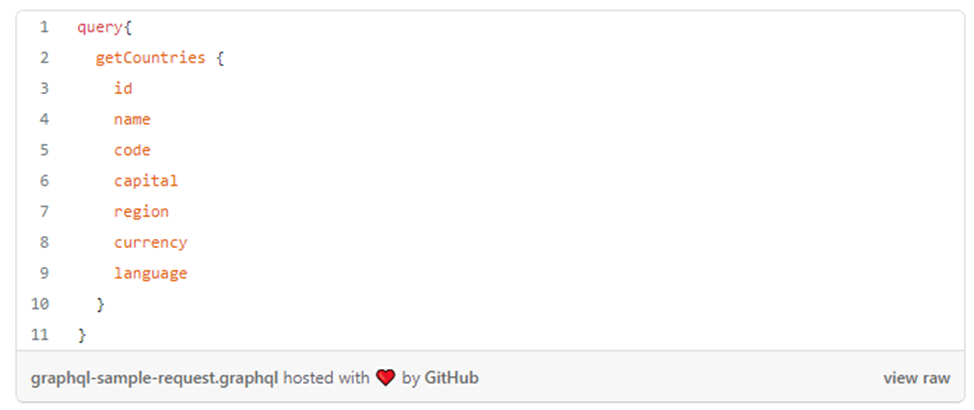 1 query{
2 getCountries {
3 id
4 name
5 code
6 capital
7 region
8 currency
9 language
10 }
11 }
graphql-sample-request.graphql hosted with ❤ by GitHub view raw